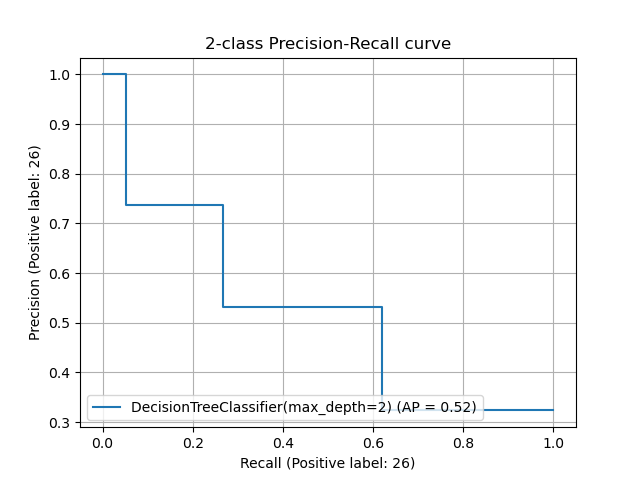 2-class Precision-Recall curve
1.0
0.9
0.8
0.7
0.6
0.5
0.4
0.3
Precision (Positive label: 26)
DecisionTreeClassifier(max_depth=2) (AP = 0.52)
0.0 0.2 0.4 0.6 0.8 1.0
Recall (Positive label: 26)